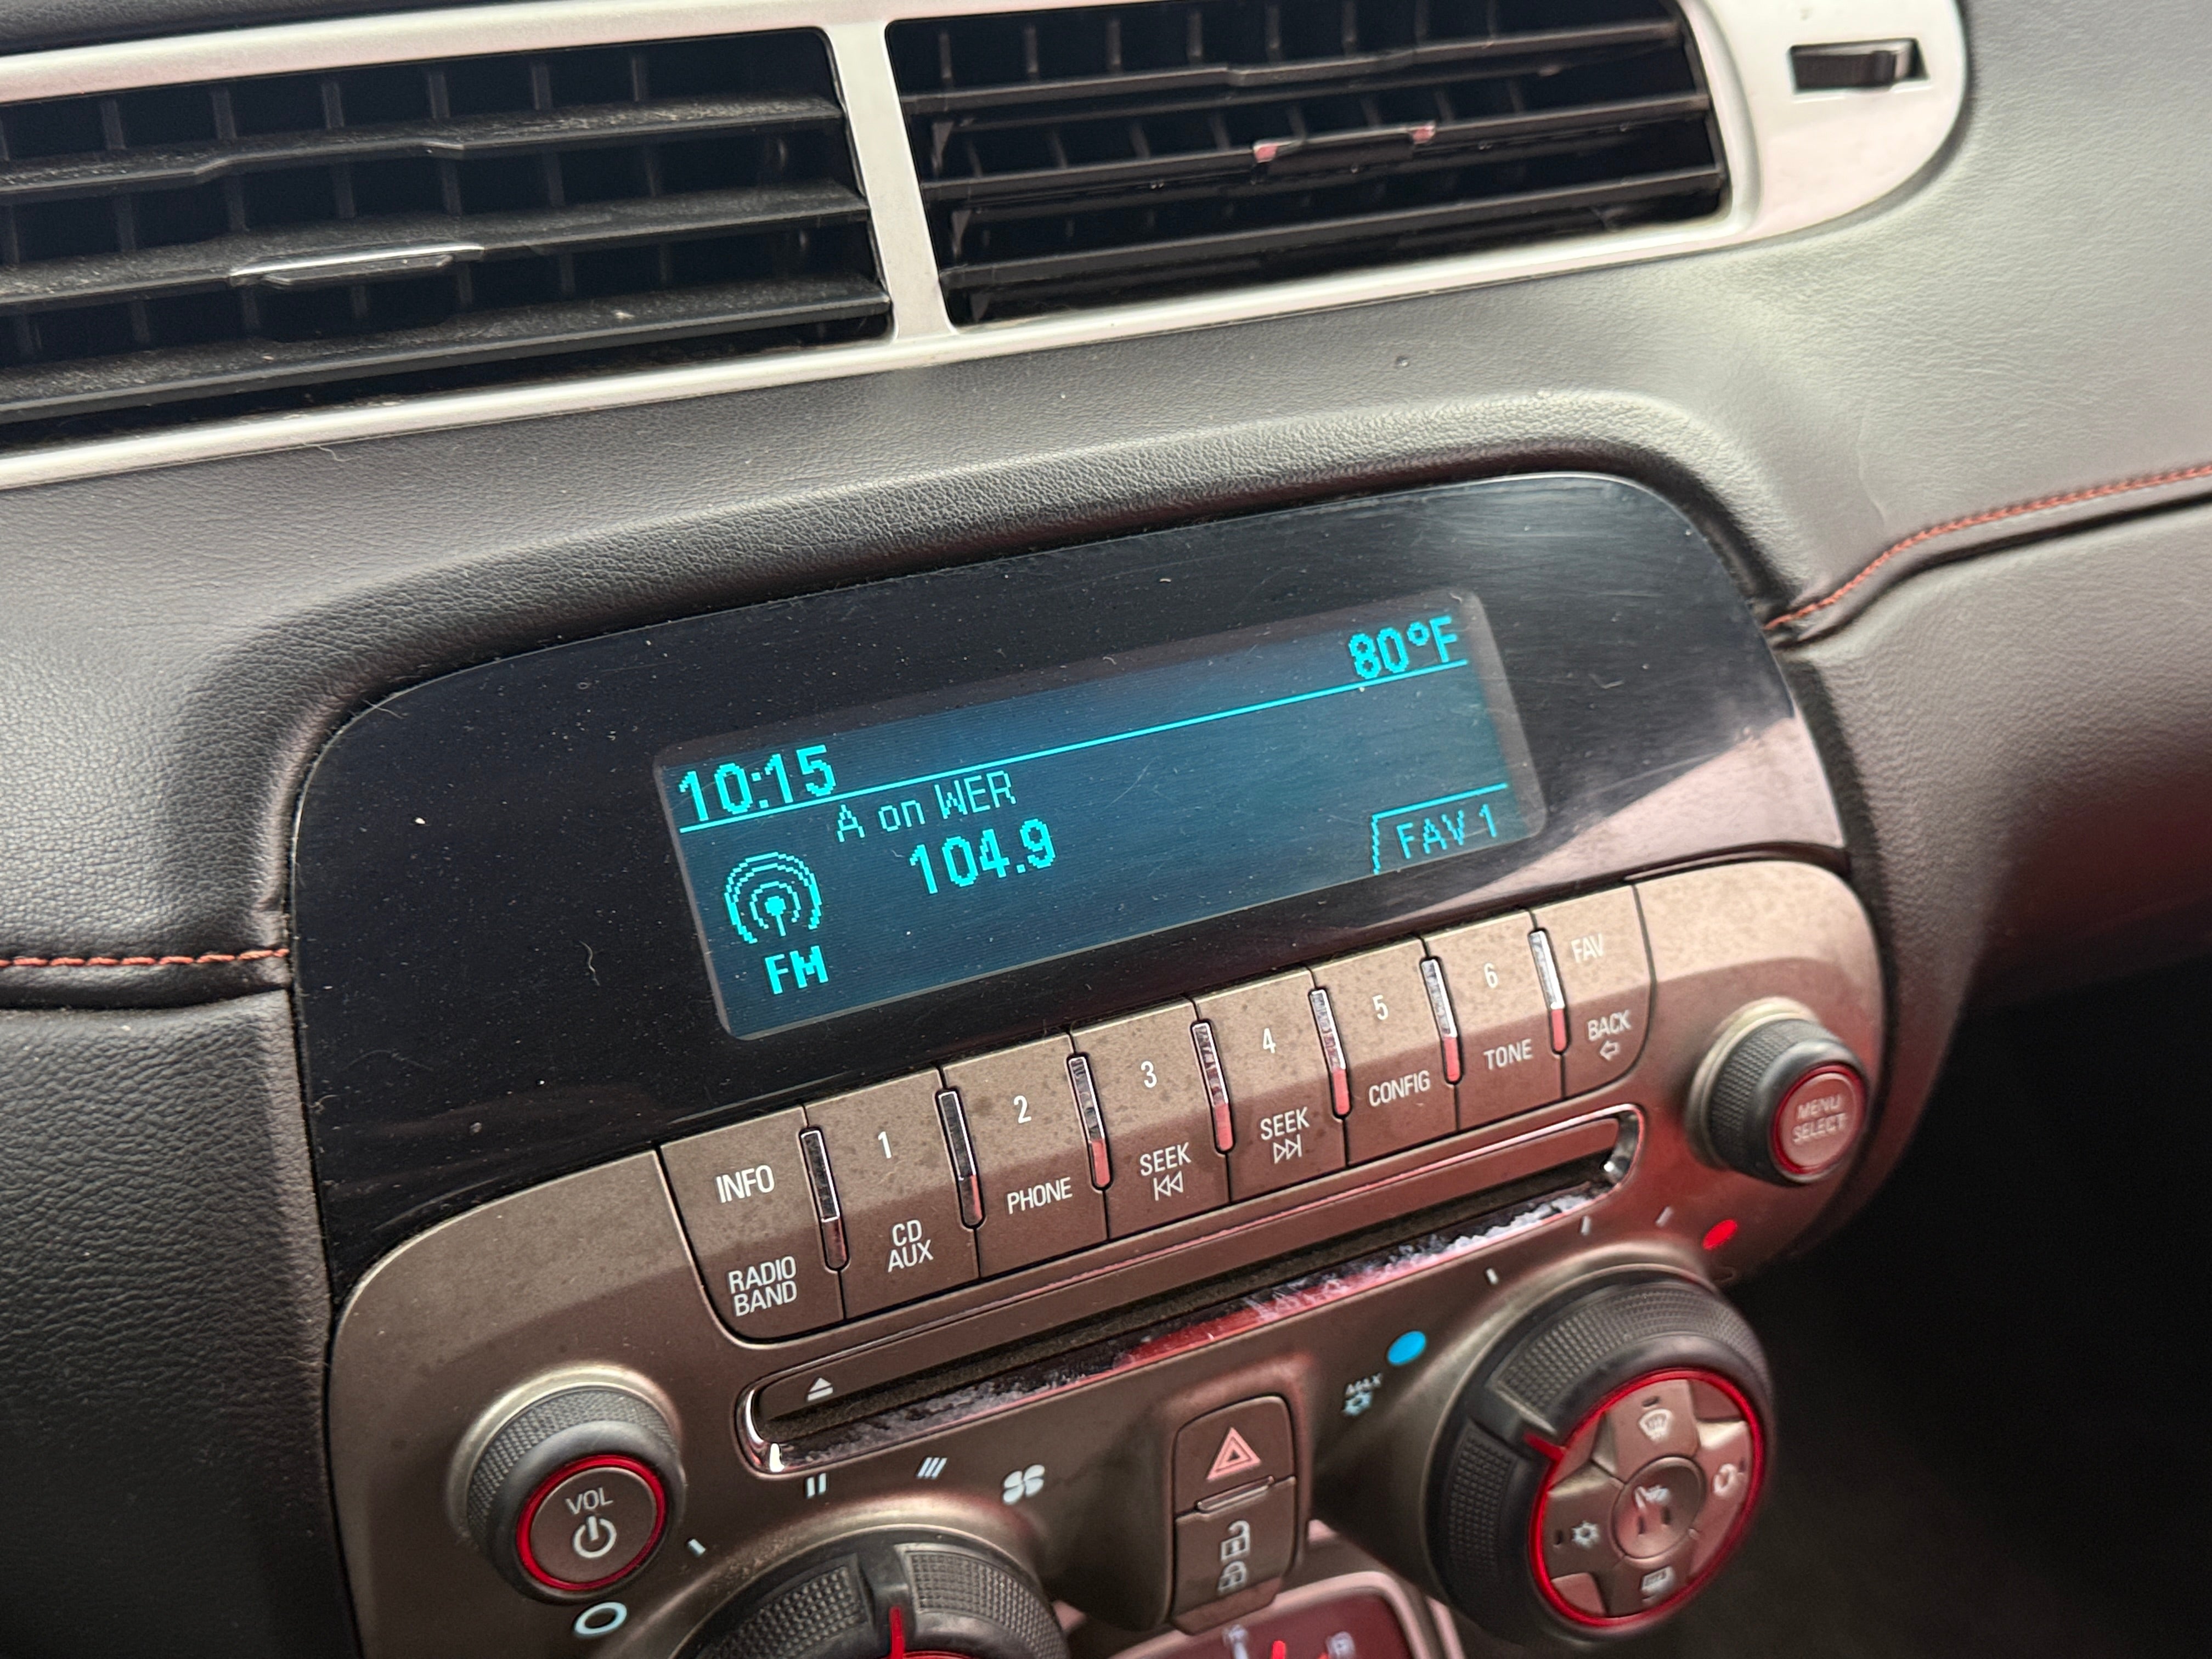 80°F
10:15
A on WER
104.9
FAV 1
FM
INFO
1
2
3
4
5
6
FAV
RADIO
BAND
CD
AUX
PHONE
SEEK
SEEK
CONFIG
TONE
BACK
MENU
SELECT
MAX
VOL